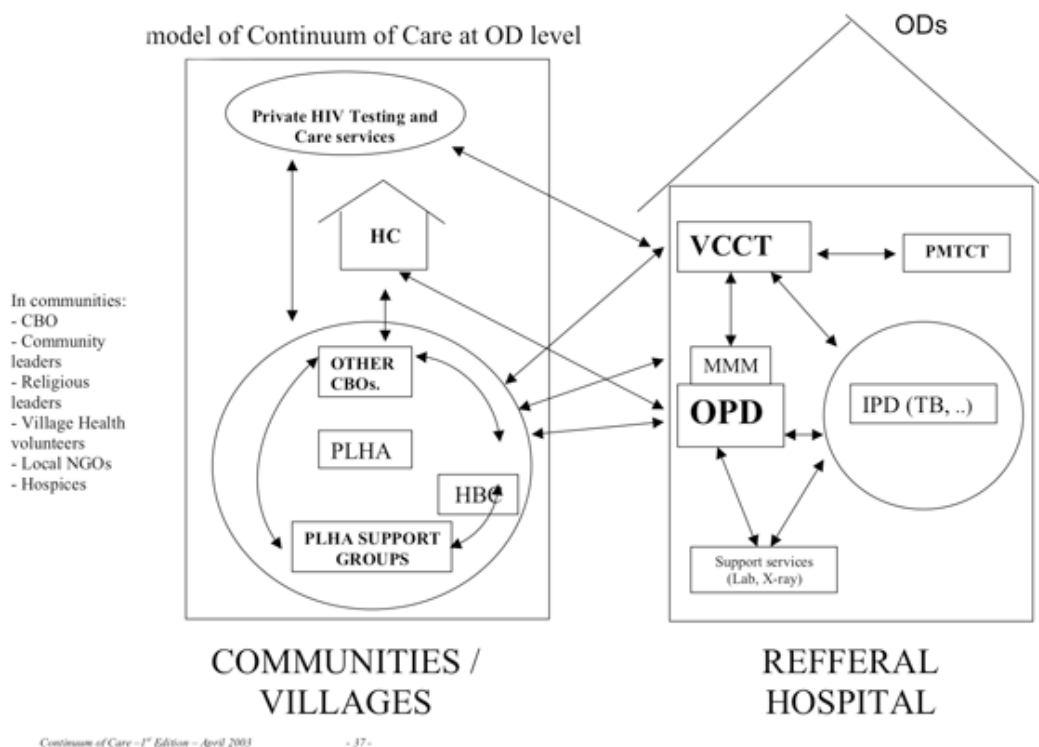 model of Continuum of Care at OD level
ODs
Private HIV Testing and
Care services
HC
In communities:
- CBO
- Community
leaders
- Religious
leaders
- Village Health
volunteers
- Local NGOs
- Hospices
OTHER
CBOs.
PLHA
HBC
PLHA SUPPORT
GROUPS
VCCT
PMTCT
MMM
OPD
IPD (TB, ..)
Support services
(Lab, X-ray)
COMMUNITIES /
VILLAGES
REFFERAL
HOSPITAL
Continuum of Care –1st Edition – April 2003
- 37 -